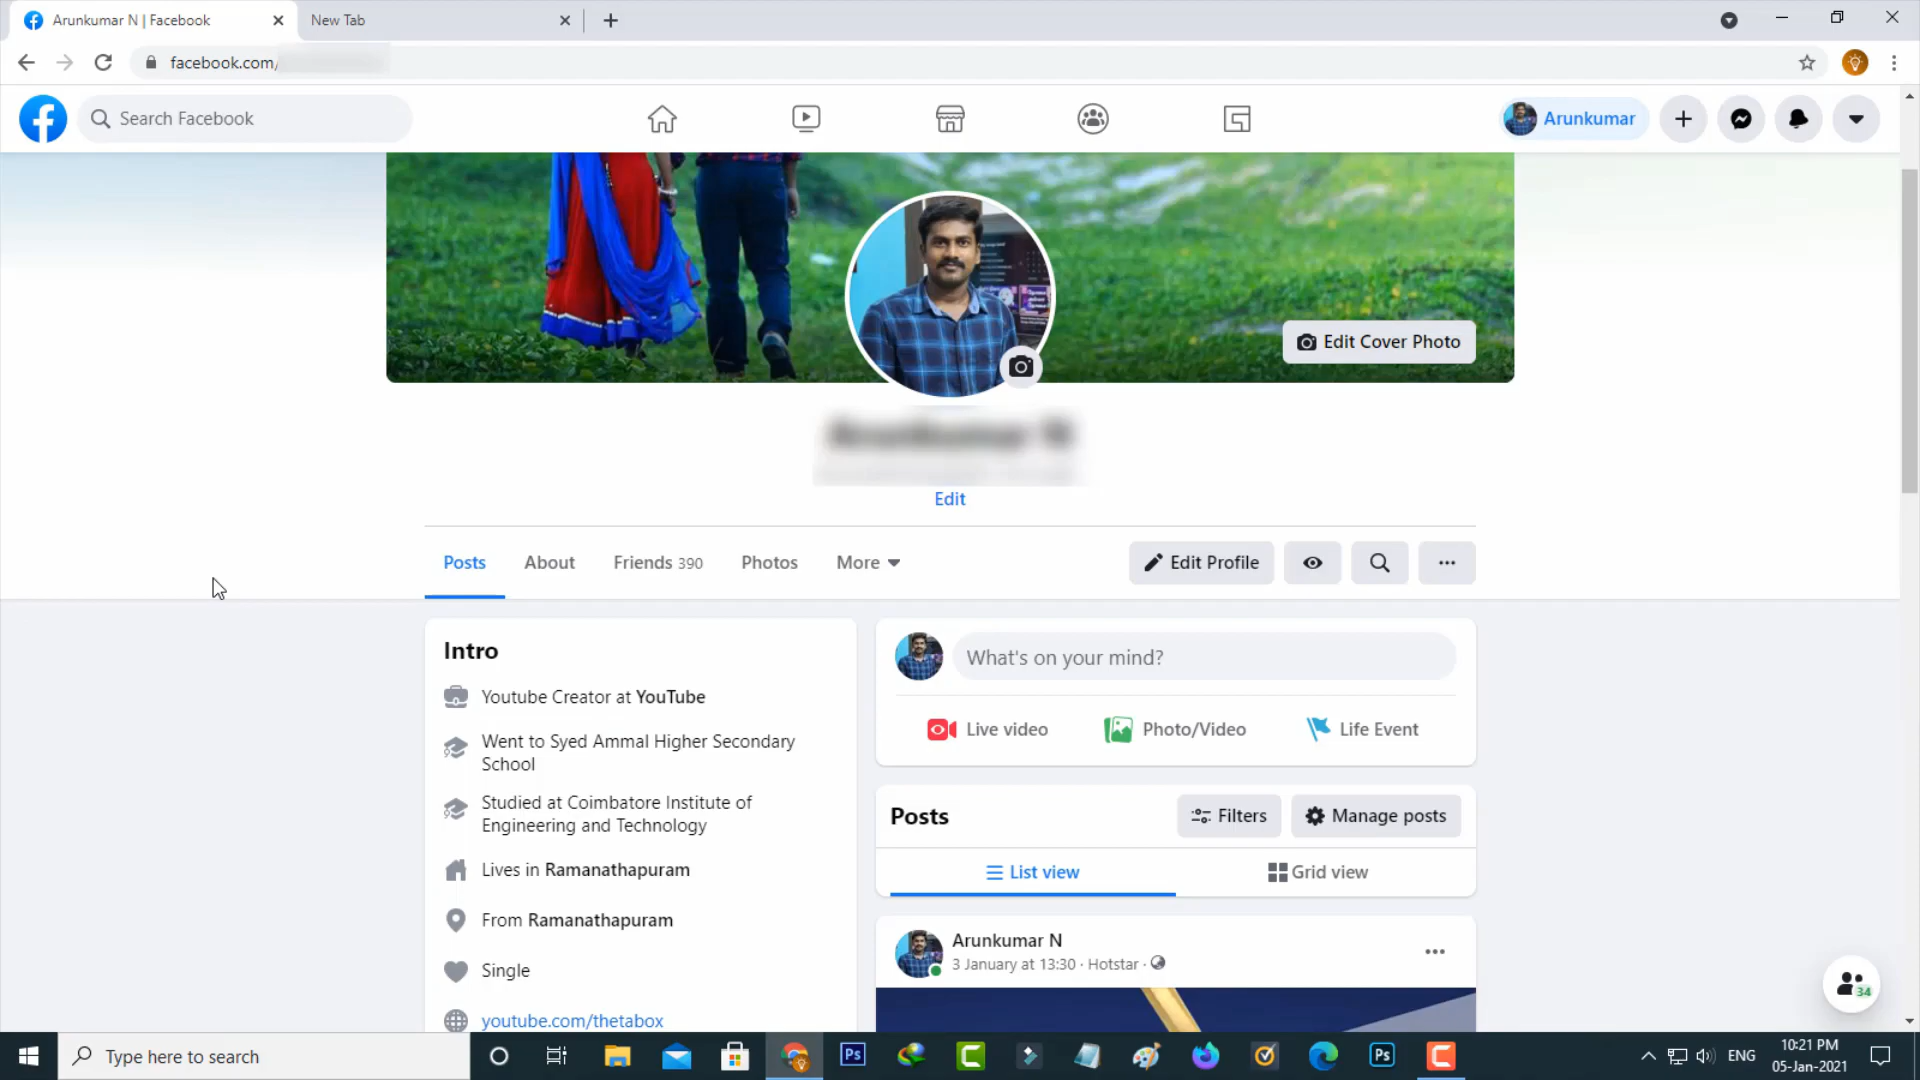 Arunkumar N | Facebook
New Tab
facebook.com/
Search Facebook
Arunkumar
Edit Cover Photo
Arunkumar N
Edit
Posts
About
Friends 390
Photos
More
Edit Profile
Intro
Youtube Creator at YouTube
Went to Syed Ammal Higher Secondary
School
Studied at Coimbatore Institute of
Engineering and Technology
Lives in Ramanathapuram
From Ramanathapuram
Single
youtube.com/thetabox
What's on your mind?
Live video
Photo/Video
Life Event
Posts
Filters
Manage posts
List view
Grid view
Arunkumar N
3 January at 13:30 · Hotstar ·
34
Type here to search
Ps
Ps
ENG
10:21 PM
05-Jan-2021